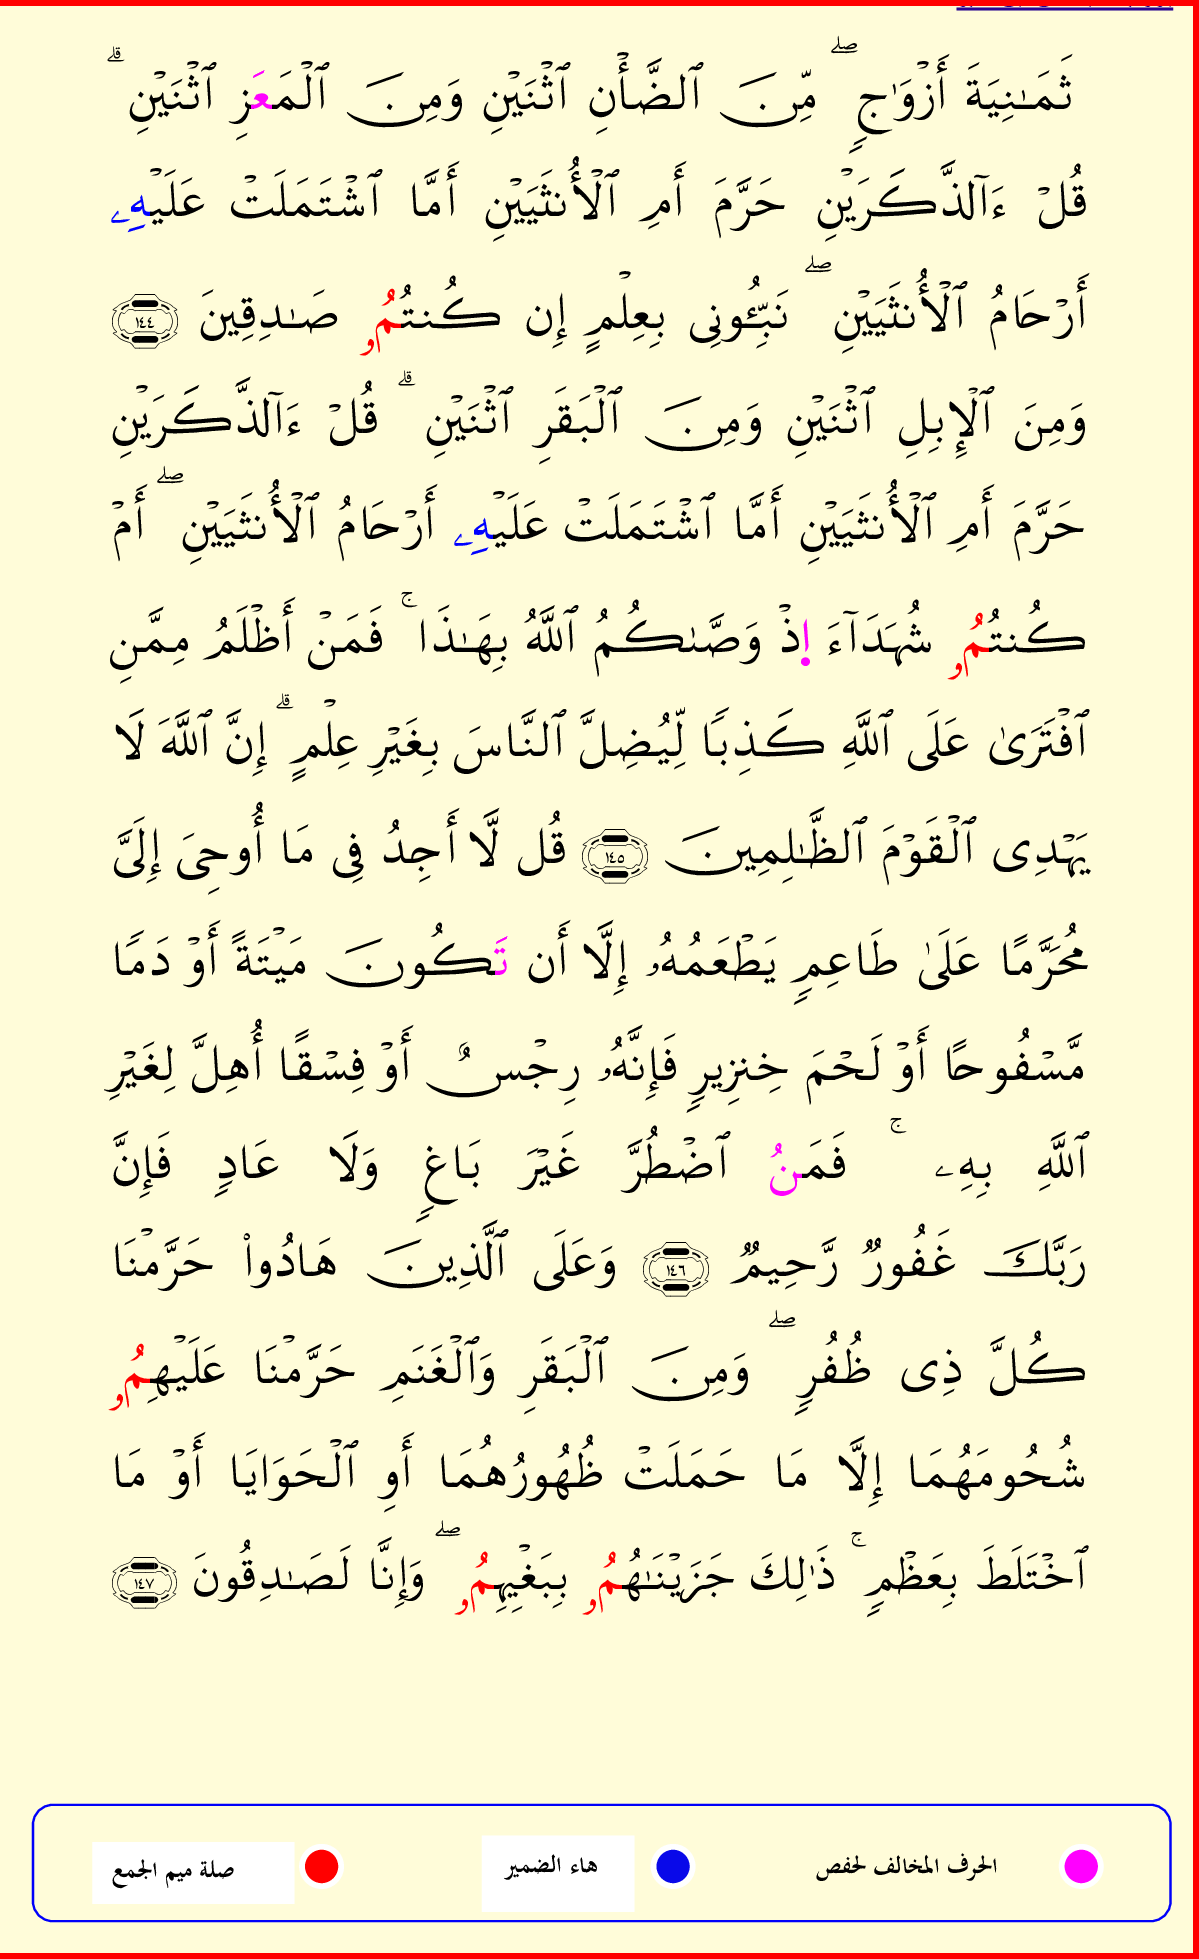 ثَمَـٰنِيَةَ أَزۡوَٰجٖۖ مِّنَ ٱلضَّأۡنِ ٱثۡنَيۡنِ وَمِنَ ٱلۡمَعَزِ ٱثۡنَيۡنِۗ
قُلۡ ءَآلذَّكَرَيۡنِ حَرَّمَ أَمِ ٱلۡأُنثَيَيۡنِ أَمَّا ٱشۡتَمَلَتۡ عَلَيۡهِۦ
أَرۡحَامُ ٱلۡأُنثَيَيۡنِۖ نَبِّـُٔونِى بِعِلۡمٍ إِن كُنتُمُۥ صَـٰدِقِينَ ١٤٤
وَمِنَ ٱلۡإِبِلِ ٱثۡنَيۡنِ وَمِنَ ٱلۡبَقَرِ ٱثۡنَيۡنِۗ قُلۡ ءَآلذَّكَرَيۡنِ
حَرَّمَ أَمِ ٱلۡأُنثَيَيۡنِ أَمَّا ٱشۡتَمَلَتۡ عَلَيۡهِۦ أَرۡحَامُ ٱلۡأُنثَيَيۡنِۖ أَمۡ
كُنتُمُۥ شُهَدَآءَ اِ۪ذۡ وَصَّىٰكُمُ ٱللَّهُ بِهَـٰذَاۚ فَمَنۡ أَظۡلَمُ مِمَّنِ
ٱفۡتَرَىٰ عَلَى ٱللَّهِ كَذِبٗا لِّيُضِلَّ ٱلنَّاسَ بِغَيۡرِ عِلۡمٍۗ إِنَّ ٱللَّهَ لَا
يَهۡدِى ٱلۡقَوۡمَ ٱلظَّـٰلِمِينَ ١٤٥ قُل لَّآ أَجِدُ فِى مَآ أُوحِىَ إِلَىَّ
مُحَرَّمًا عَلَىٰ طَاعِمٖ يَطۡعَمُهُۥٓ إِلَّآ أَن تَكُونَ مَيۡتَةً أَوۡ دَمٗا
مَّسۡفُوحًا أَوۡ لَحۡمَ خِنزِيرٖ فَإِنَّهُۥ رِجۡسٌ أَوۡ فِسۡقًا أُهِلَّ لِغَيۡرِ
ٱللَّهِ بِهِۦۚ فَمَنُ ٱضۡطُرَّ غَيۡرَ بَاغٖ وَلَا عَادٖ فَإِنَّ
رَبَّكَ غَفُورٞ رَّحِيمٞ ١٤٦ وَعَلَى ٱلَّذِينَ هَادُواْ حَرَّمۡنَا
كُلَّ ذِى ظُفُرٖۖ وَمِنَ ٱلۡبَقَرِ وَٱلۡغَنَمِ حَرَّمۡنَا عَلَيۡهِمُۥ
شُحُومَهُمَآ إِلَّا مَا حَمَلَتۡ ظُهُورُهُمَآ أَوِ ٱلۡحَوَايَآ أَوۡ مَا
ٱخۡتَلَطَ بِعَظۡمٖۚ ذَٰلِكَ جَزَيۡنَـٰهُمُۥ بِبَغۡيِهِمُۥۖ وَإِنَّا لَصَـٰدِقُونَ ١٤٧
الحرف المخالف لحفص
هاء الضمير
صلة ميم الجمع